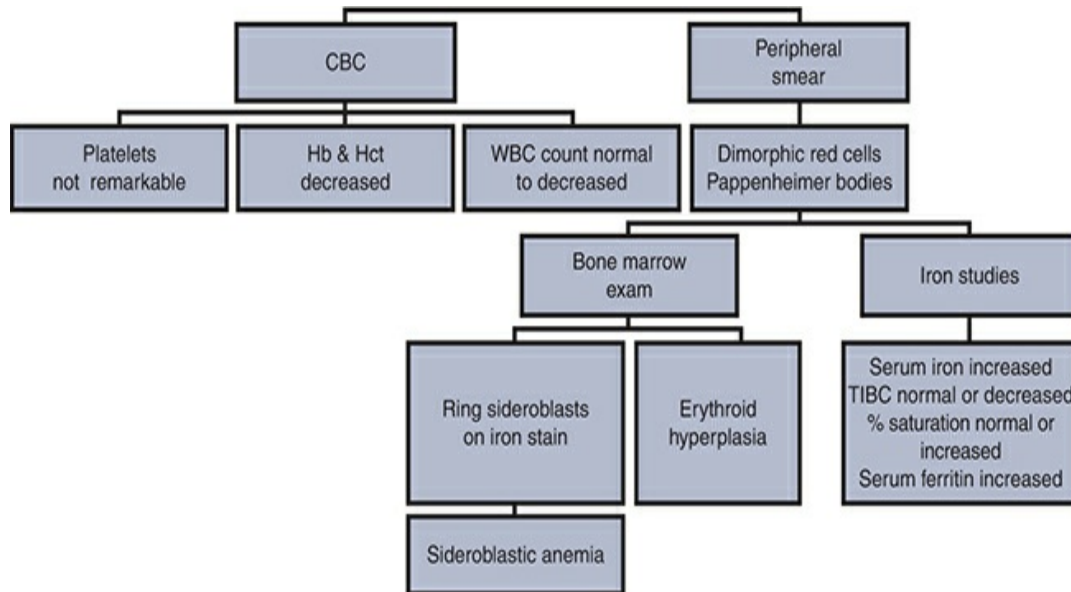 CBC
Peripheral
smear
Platelets
not remarkable
Hb & Hct
decreased
WBC count normal
to decreased
Dimorphic red cells
Pappenheimer bodies
Bone marrow
exam
Iron studies
Ring sideroblasts
on iron stain
Erythroid
hyperplasia
Serum iron increased
TIBC normal or decreased
% saturation normal or
increased
Serum ferritin increased
Sideroblastic anemia